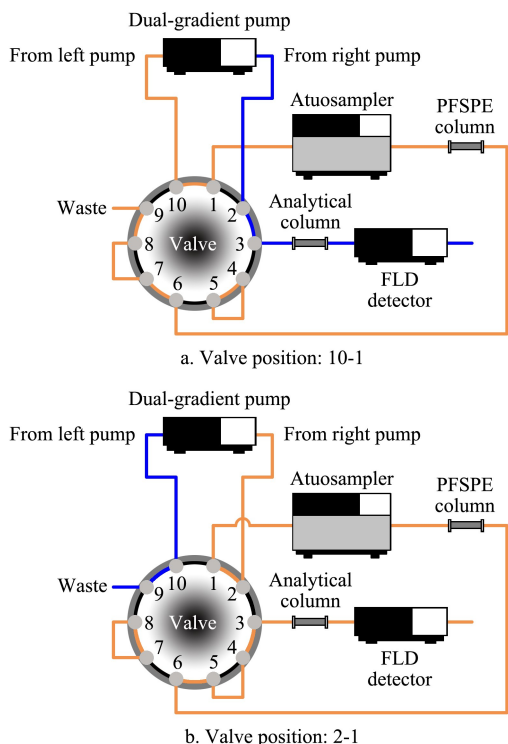 Dual-gradient pump
From left pump
From right pump
Atuosampler
PFSPE
column
Waste
10
1
9
2
Analytical
column
8
Valve
3
7
4
6
5
FLD
detector
a. Valve position: 10-1
Dual-gradient pump
From left pump
From right pump
Atuosampler
PFSPE
column
Waste
10
1
9
2
Analytical
column
8
Valve
3
7
4
6
5
FLD
detector
b. Valve position: 2-1